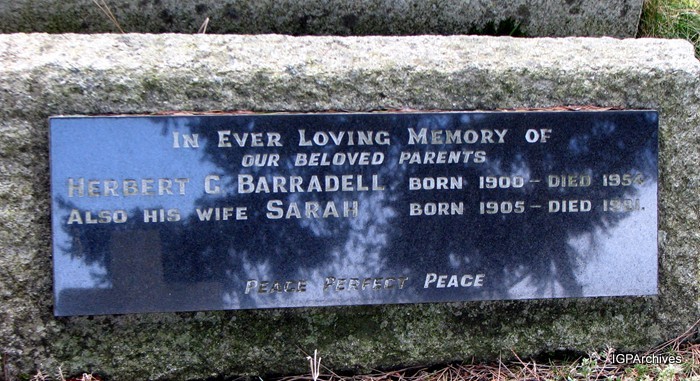 In Ever Loving Memory of
our beloved parents
Herbert G Barradell born 1900 – died 1954
Also his wife Sarah born 1905 – died
Peace Perfect Peace
IGPArchives